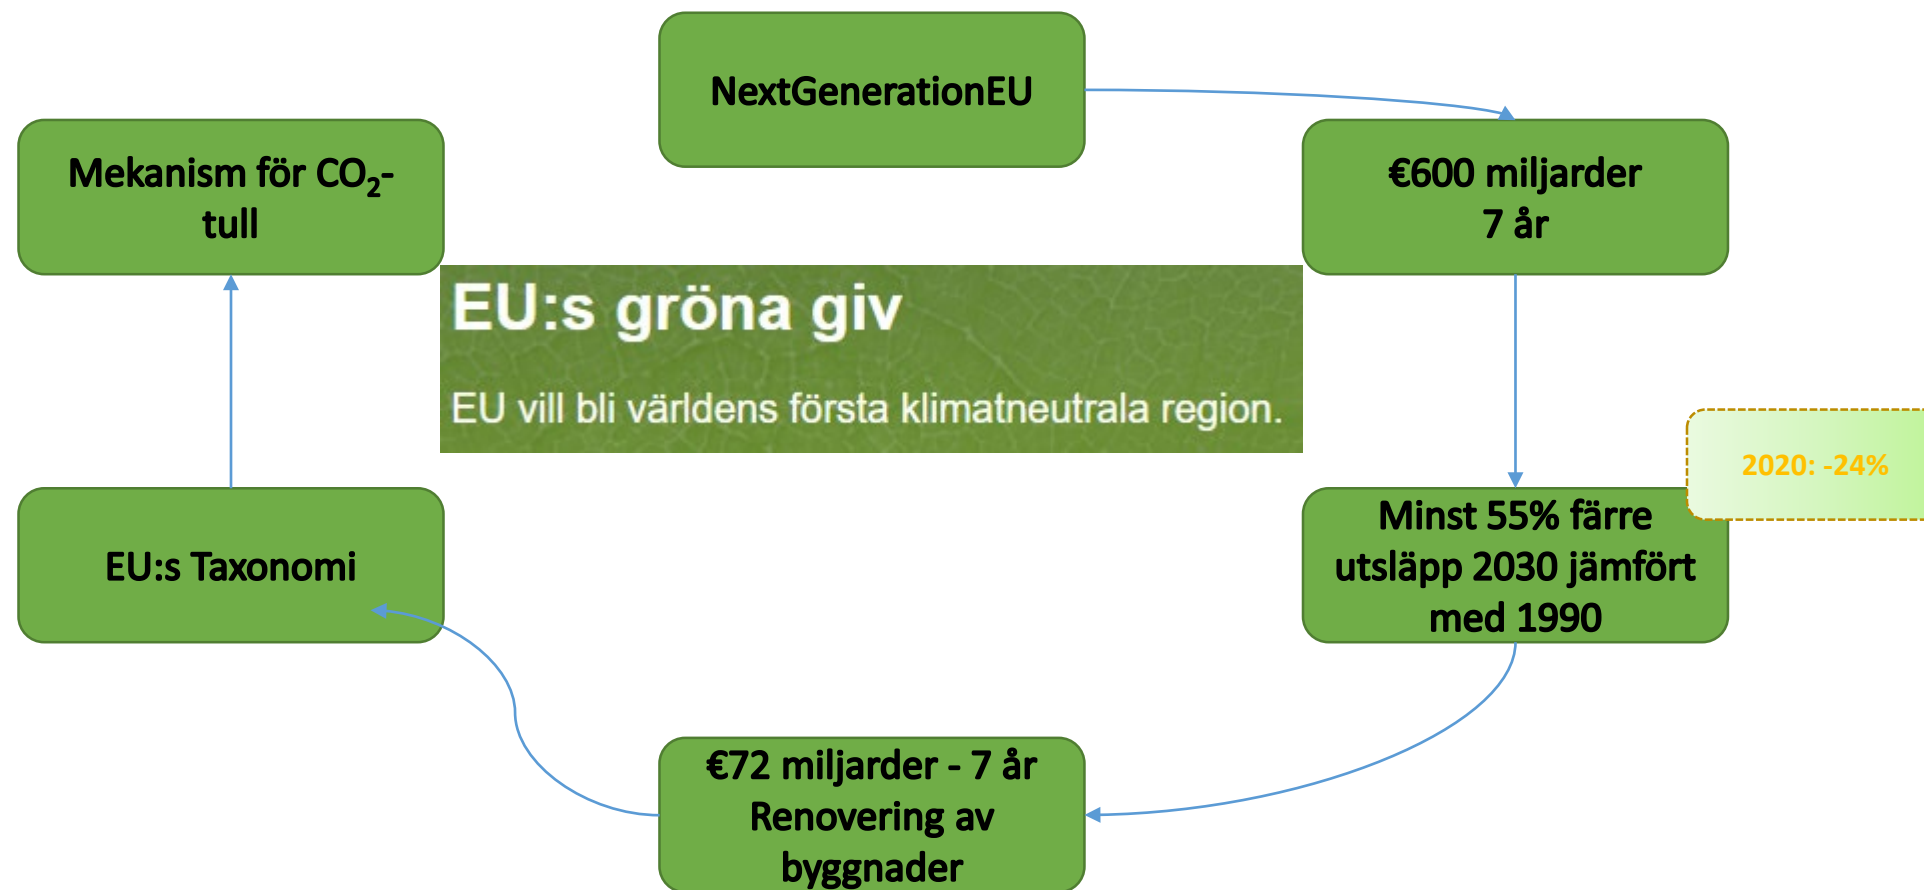 NextGenerationEU
Mekanism för CO₂-
tull
€600 miljarder
7 år
EU:s gröna giv
EU vill bli världens första klimatneutrala region.
2020: -24%
EU:s Taxonomi
Minst 55% färre
utsläpp 2030 jämfört
med 1990
€72 miljarder - 7 år
Renovering av
byggnader